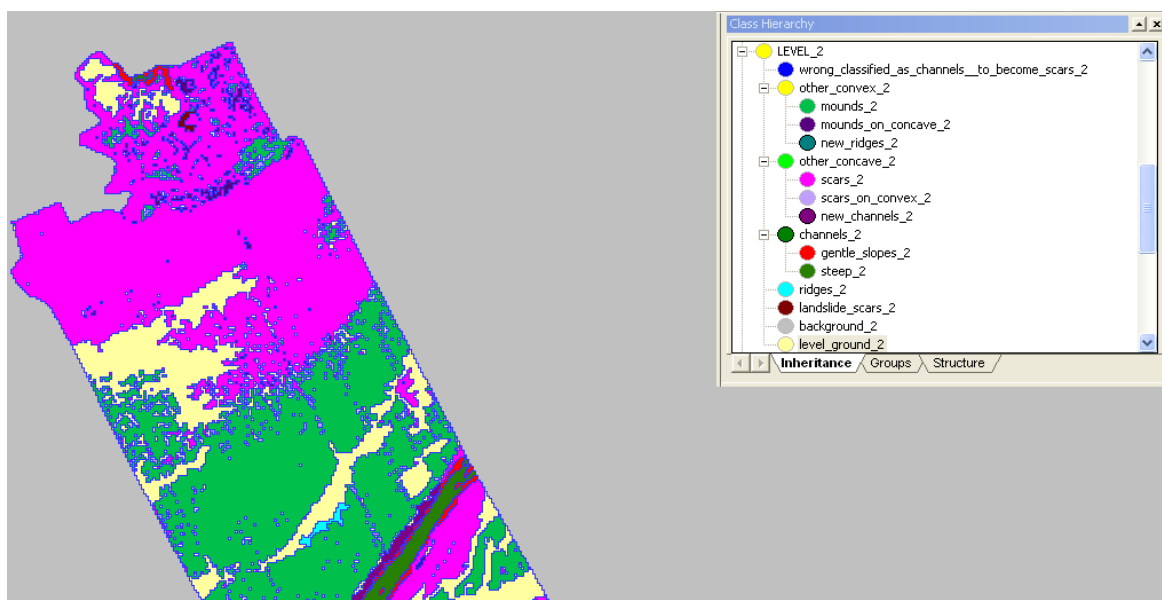 Class Hierarchy
LEVEL_2
wrong_classified_as_channels__to_become_scars_2
other_convex_2
mounds_2
mounds_on_concave_2
new_ridges_2
other_concave_2
scars_2
scars_on_convex_2
new_channels_2
channels_2
gentle_slopes_2
steep_2
ridges_2
landslide_scars_2
background_2
level_ground_2
Inheritance Groups Structure